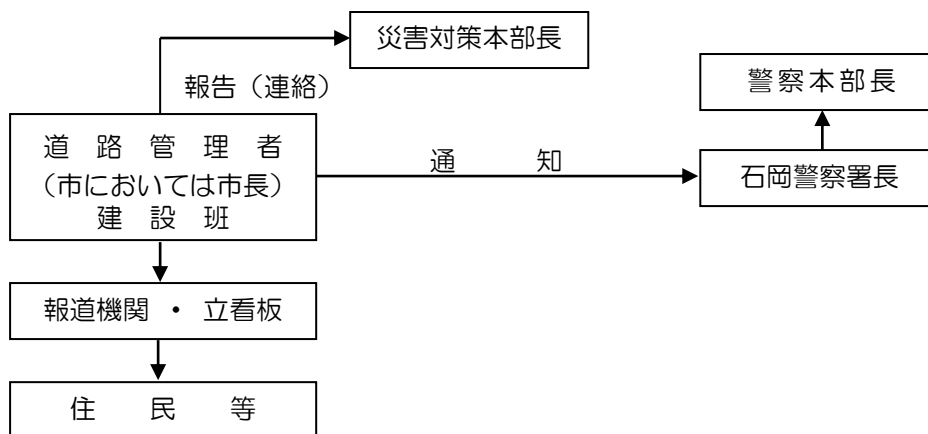 災害対策本部長
報告（連絡）
警察本部長
道路管理者
（市においては市長）
建設班
通知
石岡警察署長
報道機関・立看板
住民等